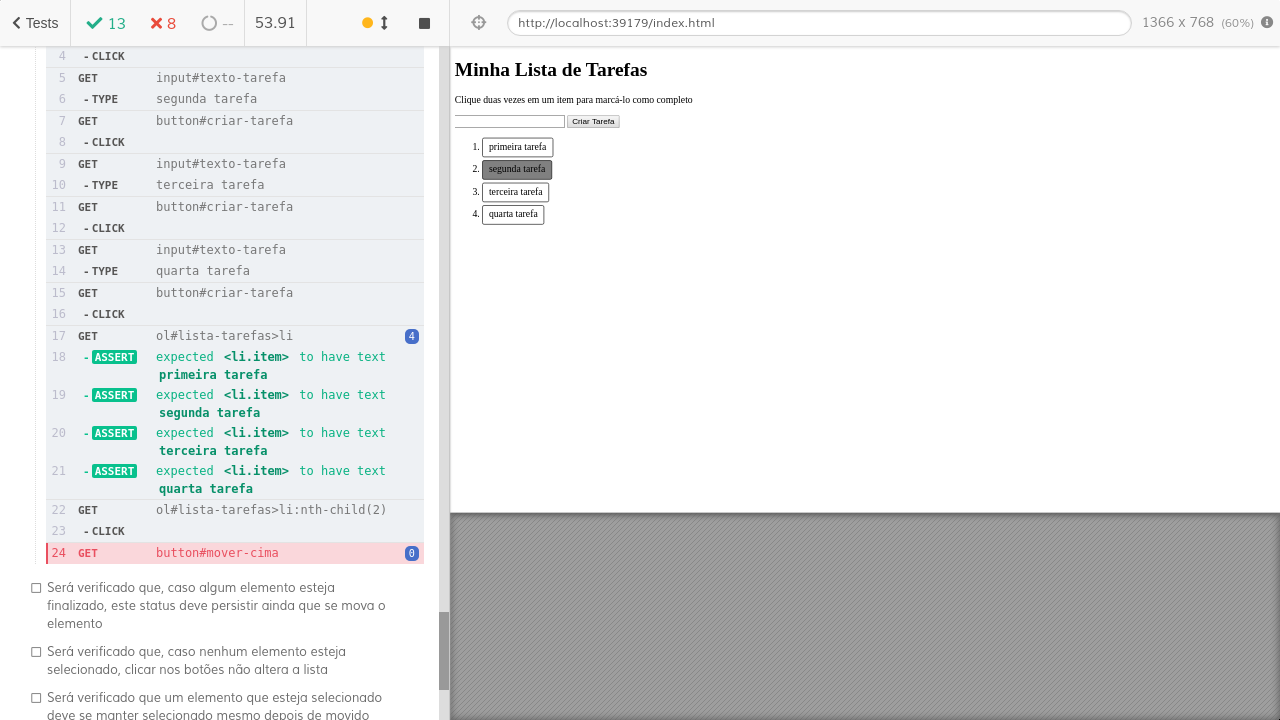 Tests 13 8 -- 53.91 http://localhost:39179/index.html 1366 x 768 (60%)
4 - CLICK
5 GET input#texto-tarefa
6 - TYPE segunda tarefa
7 GET button#criar-tarefa
8 - CLICK
9 GET input#texto-tarefa
10 - TYPE terceira tarefa
11 GET button#criar-tarefa
12 - CLICK
13 GET input#texto-tarefa
14 - TYPE quarta tarefa
15 GET button#criar-tarefa
16 - CLICK
17 GET ol#lista-tarefas>li 4
18 - ASSERT expected <li.item> to have text
primeira tarefa
19 - ASSERT expected <li.item> to have text
segunda tarefa
20 - ASSERT expected <li.item> to have text
terceira tarefa
21 - ASSERT expected <li.item> to have text
quarta tarefa
22 GET ol#lista-tarefas>li:nth-child(2)
23 - CLICK
24 GET button#mover-cima 0
Será verificado que, caso algum elemento esteja
finalizado, este status deve persistir ainda que se mova o
elemento
Será verificado que, caso nenhum elemento esteja
selecionado, clicar nos botões não altera a lista
Será verificado que um elemento que esteja selecionado
deve se manter selecionado mesmo depois de movido
Minha Lista de Tarefas
Clique duas vezes em um item para marcá-lo como completo
Criar Tarefa
1. primeira tarefa
2. segunda tarefa
3. terceira tarefa
4. quarta tarefa